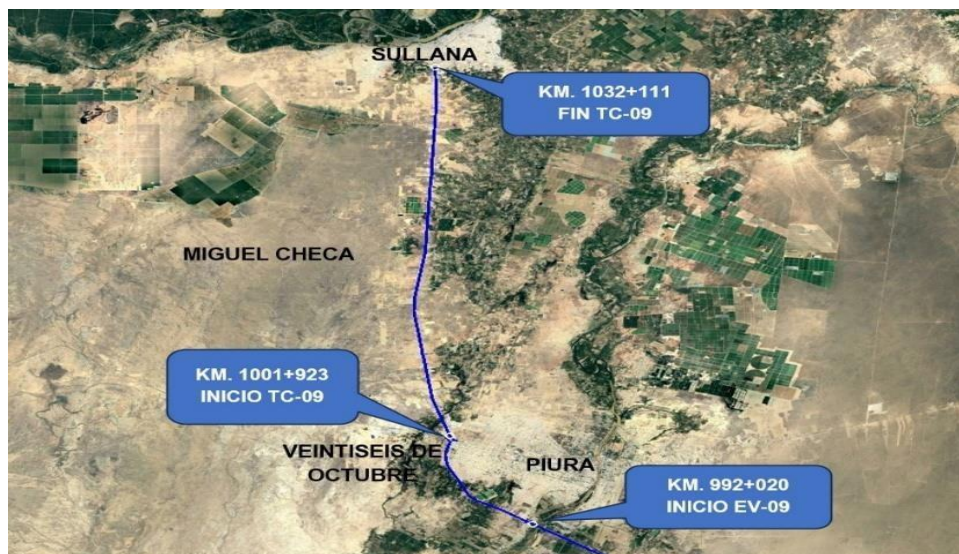 SULLANA
KM. 1032+111
FIN TC-09
MIGUEL CHECA
KM. 1001+923
INICIO TC-09
VEINTISEIS DE
OCTUBRE
PIURA
KM. 992+020
INICIO EV-09